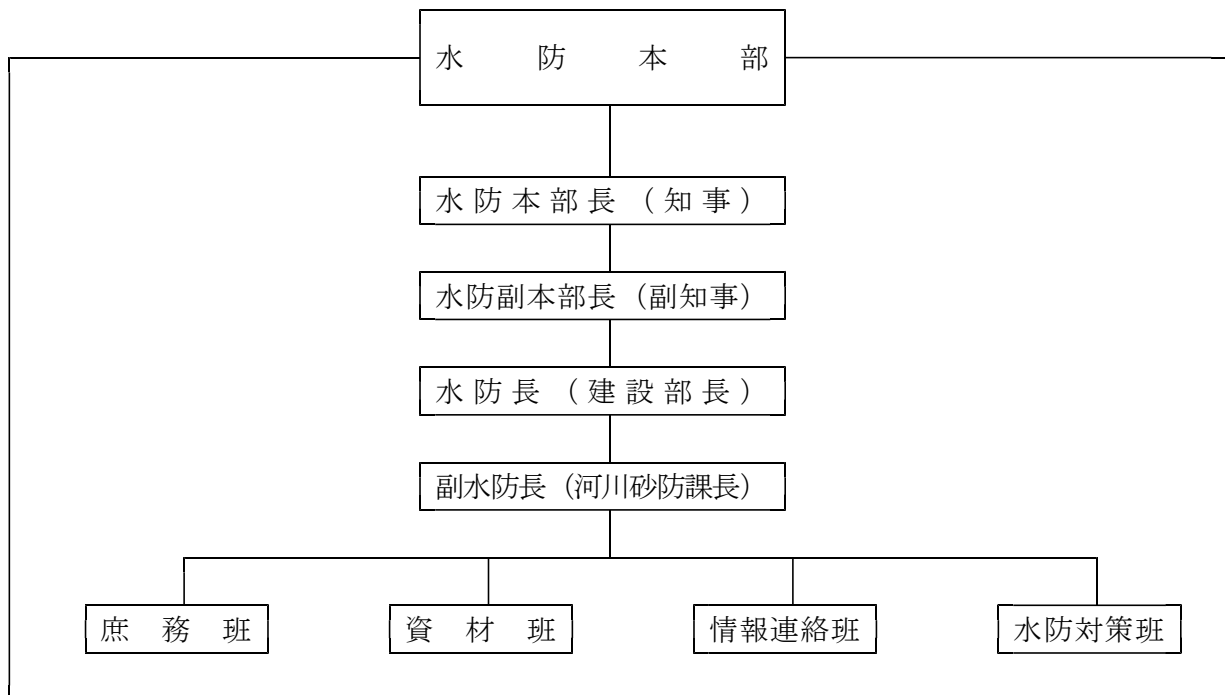 水防本部
水防本部長（知事）
水防副本部長（副知事）
水防長（建設部長）
副水防長（河川砂防課長）
庶務班 資材班 情報連絡班 水防対策班